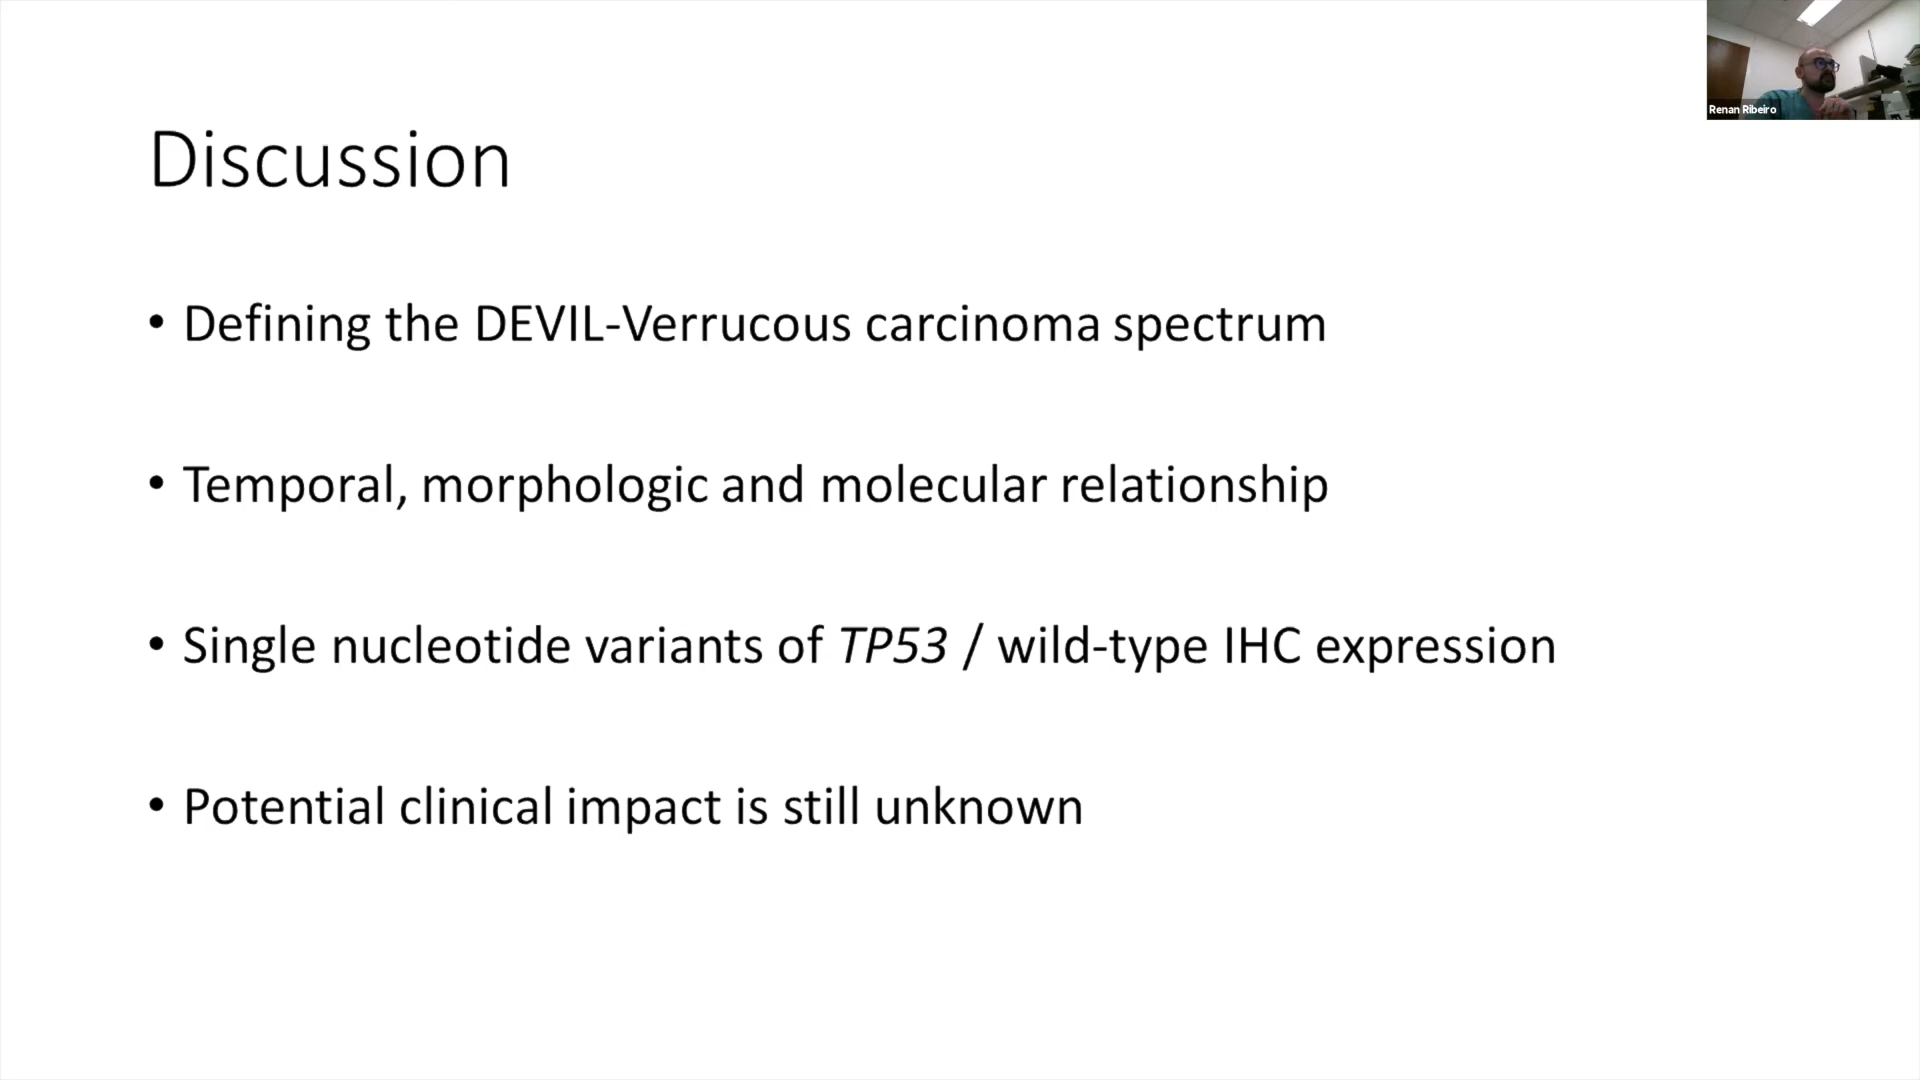 Renan Ribeiro
Discussion
• Defining the DEVIL-Verrucous carcinoma spectrum
• Temporal, morphologic and molecular relationship
• Single nucleotide variants of TP53 / wild-type IHC expression
• Potential clinical impact is still unknown